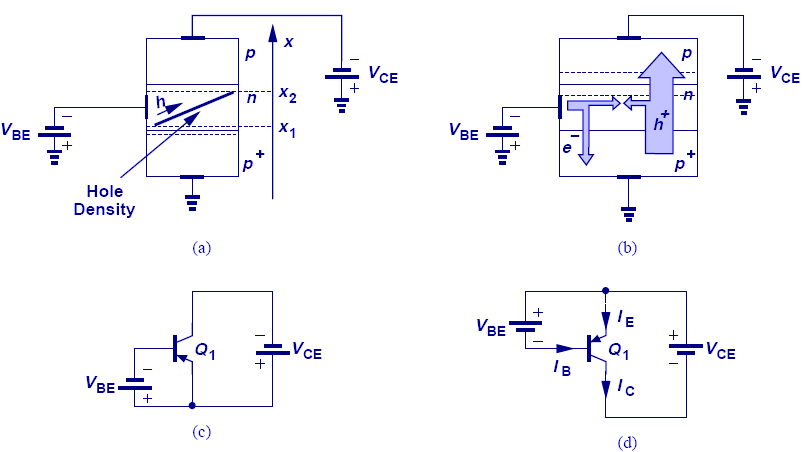 p
x
V_CE
h
n
x_2
x_1
V_BE
p^+
Hole
Density
(a)
p
V_CE
n
h^+
V_BE
e^-
p^+
(b)
Q_1
V_CE
V_BE
(c)
V_BE
I_E
Q_1
V_CE
I_B
I_C
(d)